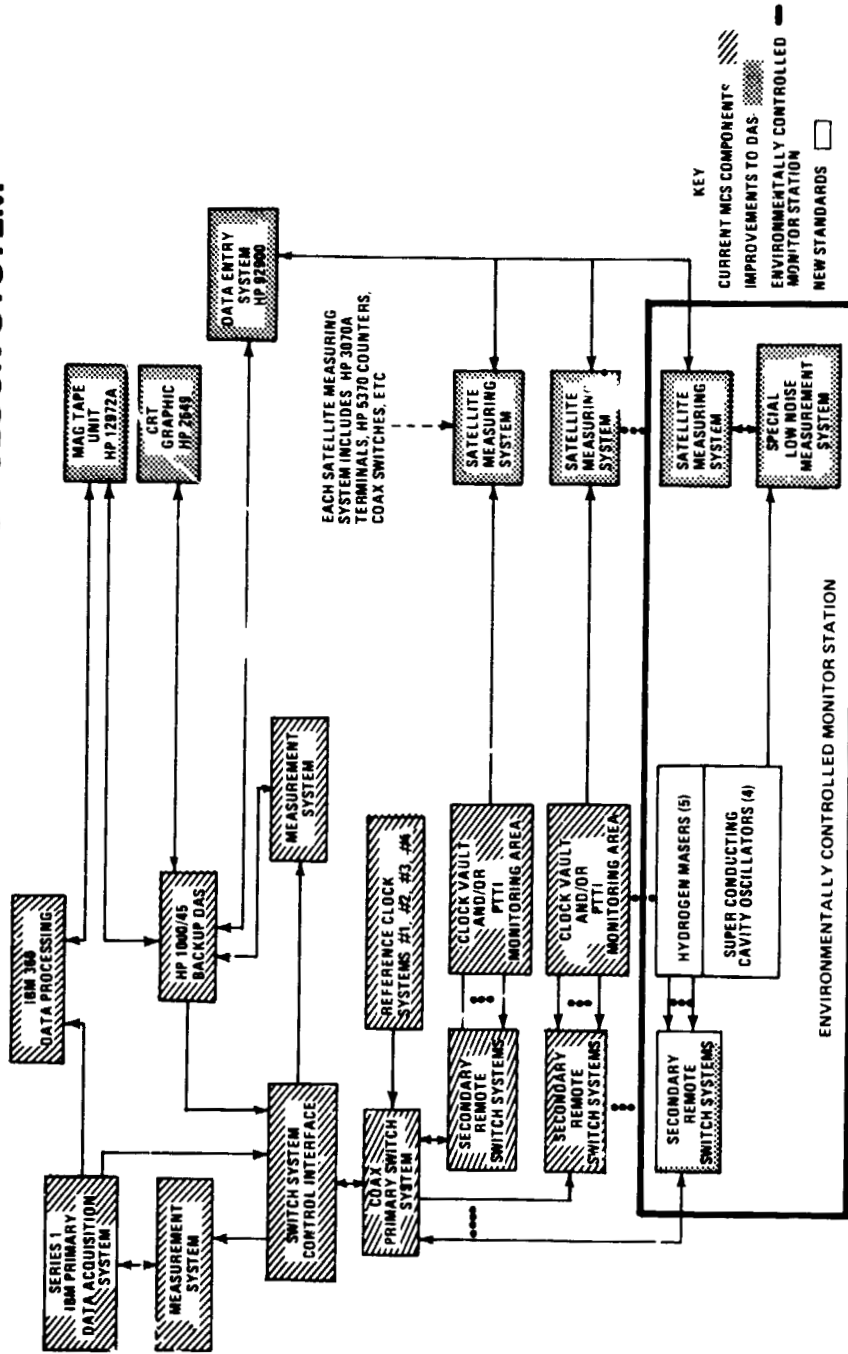 SERIES 1
IBM PRIMARY
DATA ACQUISITION
SYSTEM
IBM 360
DATA PROCESSING
MAG TAPE
UNIT
HP 12972A
CRT
GRAPHIC
HP 2649
MEASUREMENT
SYSTEM
HP 1000/45
BACKUP DAS
DATA ENTRY
SYSTEM
HP 92900
SWITCH SYSTEM
CONTROL INTERFACE
MEASUREMENT
SYSTEM
EACH SATELLITE MEASURING
SYSTEM INCLUDES HP 3070A
TERMINALS, HP 5370 COUNTERS,
COAX SWITCHES, ETC
COAX
PRIMARY SWITCH
SYSTEM
REFERENCE CLOCK
SYSTEMS #1, #2, #3, #4
SECONDARY
REMOTE
SWITCH SYSTEMS
CLOCK VAULT
AND/OR
PTTI
MONITORING AREA
SATELLITE
MEASURING
SYSTEM
SECONDARY
REMOTE
SWITCH SYSTEMS
CLOCK VAULT
AND/OR
PTTI
MONITORING AREA
SATELLITE
MEASURING
SYSTEM
SECONDARY
REMOTE
SWITCH SYSTEMS
HYDROGEN MASERS (5)
SUPER CONDUCTING
CAVITY OSCILLATORS (4)
SATELLITE
MEASURING
SYSTEM
SPECIAL
LOW NOISE
MEASUREMENT
SYSTEM
ENVIRONMENTALLY CONTROLLED MONITOR STATION
KEY
CURRENT MCS COMPONENTS
IMPROVEMENTS TO DAS
ENVIRONMENTALLY CONTROLLED
MONITOR STATION
NEW STANDARDS